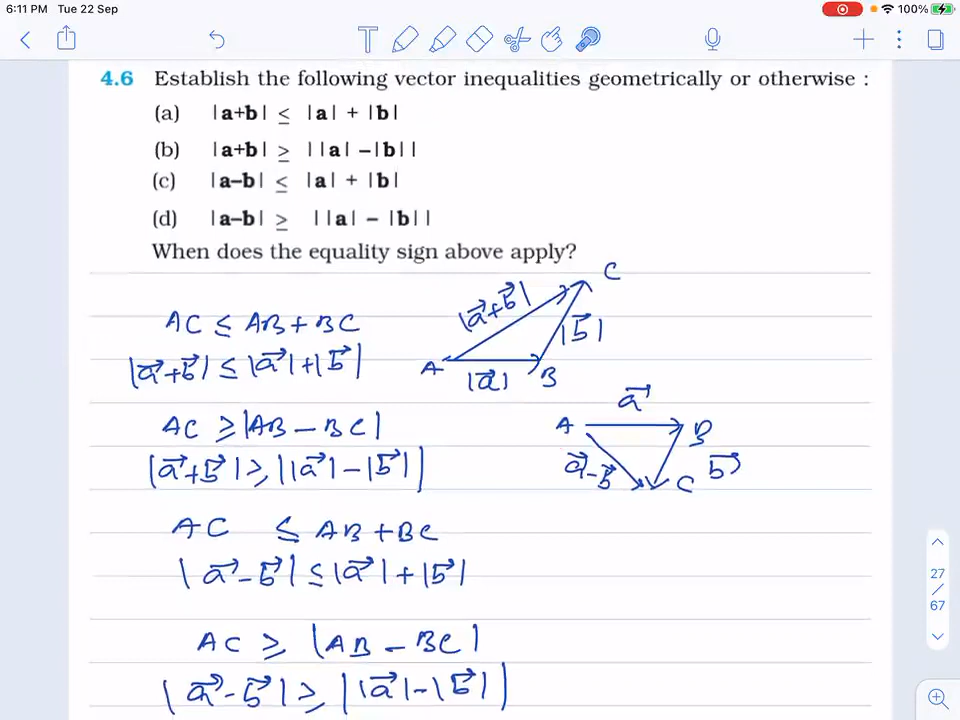 6:11 PM Tue 22 Sep
100%
4.6 Establish the following vector inequalities geometrically or otherwise :
(a) |a+b| ≤ |a| + |b|
(b) |a+b| ≥ ||a| −|b||
(c) |a−b| ≤ |a| + |b|
(d) |a−b| ≥ ||a| − |b||
When does the equality sign above apply?
C
|a⃗+b⃗|
|b⃗|
A
|a⃗|
B
AC ≤ AB + BC
|a⃗+b⃗| ≤ |a⃗|+|b⃗|
a⃗
A
B
a⃗-b⃗
C
b⃗
AC ≥ |AB − BC|
|a⃗+b⃗| ≥ ||a⃗|−|b⃗||
AC ≤ AB + BC
|a⃗-b⃗| ≤ |a⃗|+|b⃗|
AC ≥ |AB − BC|
|a⃗-b⃗| ≥ ||a⃗|-|b⃗||
27
/
67